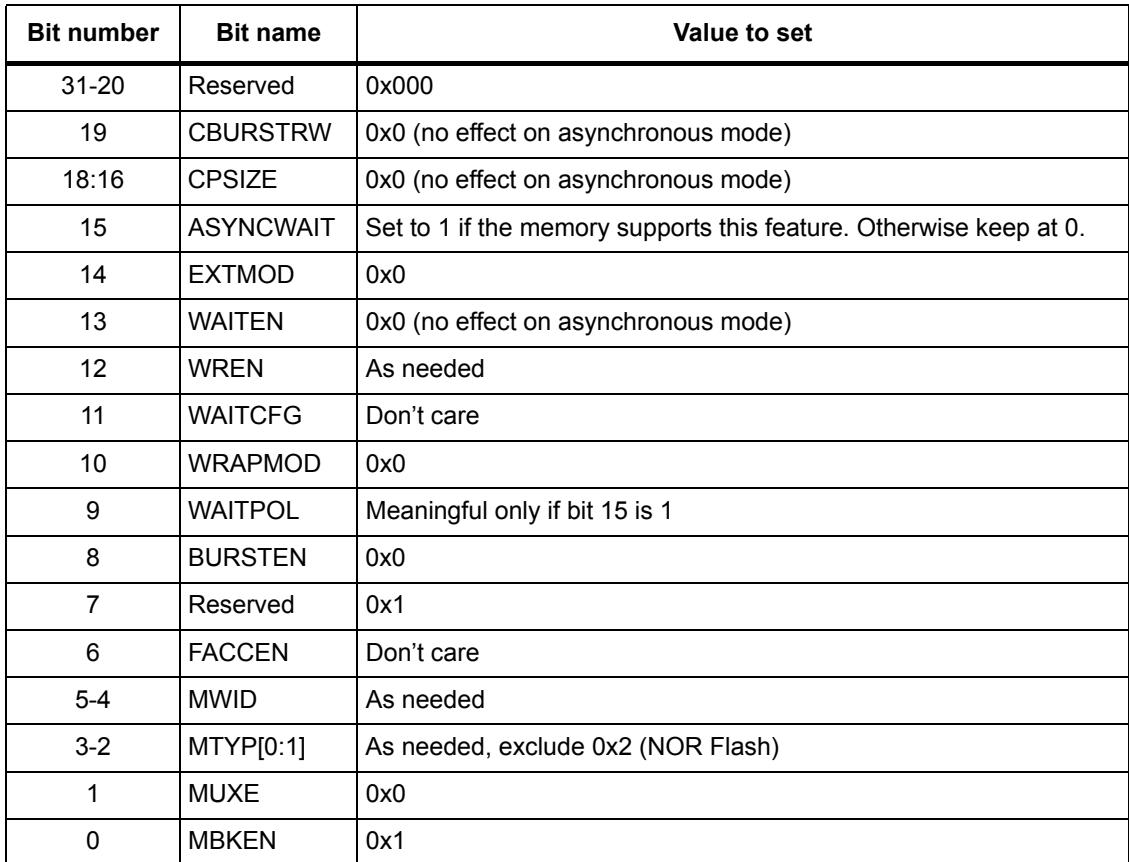 Bit number Bit name Value to set
31-20 Reserved 0x000
19 CBURSTRW 0x0 (no effect on asynchronous mode)
18:16 CPSIZE 0x0 (no effect on asynchronous mode)
15 ASYNCWAIT Set to 1 if the memory supports this feature. Otherwise keep at 0.
14 EXTMOD 0x0
13 WAITEN 0x0 (no effect on asynchronous mode)
12 WREN As needed
11 WAITCFG Don’t care
10 WRAPMOD 0x0
9 WAITPOL Meaningful only if bit 15 is 1
8 BURSTEN 0x0
7 Reserved 0x1
6 FACCEN Don’t care
5-4 MWID As needed
3-2 MTYP[0:1] As needed, exclude 0x2 (NOR Flash)
1 MUXE 0x0
0 MBKEN 0x1